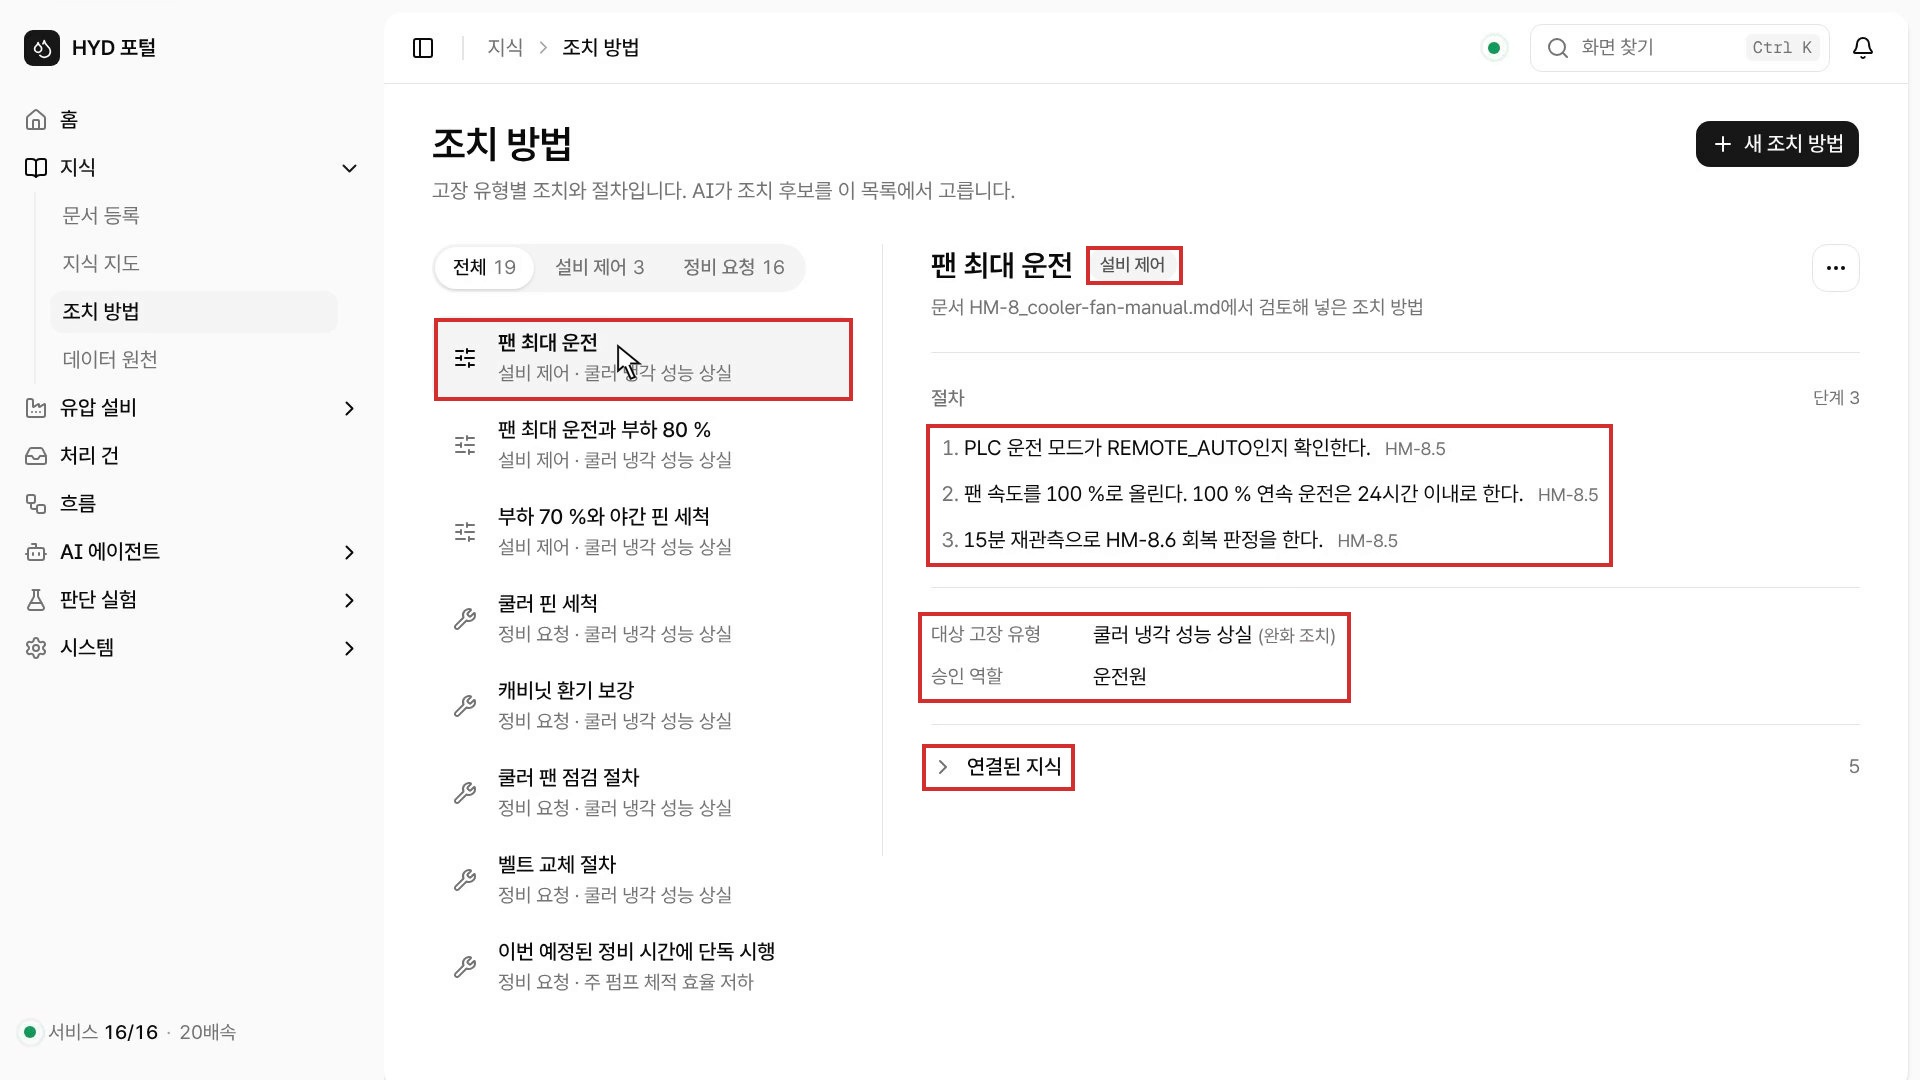 HYD 포털
홈
지식
문서 등록
지식 지도
조치 방법
데이터 원천
유압 설비
처리 건
흐름
AI 에이전트
판단 실험
시스템
서비스 16/16 · 20배속
지식 > 조치 방법
화면 찾기 Ctrl K
조치 방법
고장 유형별 조치와 절차입니다. AI가 조치 후보를 이 목록에서 고릅니다.
+ 새 조치 방법
전체 19 설비 제어 3 정비 요청 16
팬 최대 운전
설비 제어 · 쿨러 냉각 성능 상실
팬 최대 운전과 부하 80 %
설비 제어 · 쿨러 냉각 성능 상실
부하 70 %와 야간 핀 세척
설비 제어 · 쿨러 냉각 성능 상실
쿨러 핀 세척
정비 요청 · 쿨러 냉각 성능 상실
캐비닛 환기 보강
정비 요청 · 쿨러 냉각 성능 상실
쿨러 팬 점검 절차
정비 요청 · 쿨러 냉각 성능 상실
벨트 교체 절차
정비 요청 · 쿨러 냉각 성능 상실
이번 예정된 정비 시간에 단독 시행
정비 요청 · 주 펌프 체적 효율 저하
팬 최대 운전 설비 제어
문서 HM-8_cooler-fan-manual.md에서 검토해 넣은 조치 방법
절차 단계 3
1. PLC 운전 모드가 REMOTE_AUTO인지 확인한다. HM-8.5
2. 팬 속도를 100 %로 올린다. 100 % 연속 운전은 24시간 이내로 한다. HM-8.5
3. 15분 재관측으로 HM-8.6 회복 판정을 한다. HM-8.5
대상 고장 유형 쿨러 냉각 성능 상실 (완화 조치)
승인 역할 운전원
연결된 지식 5